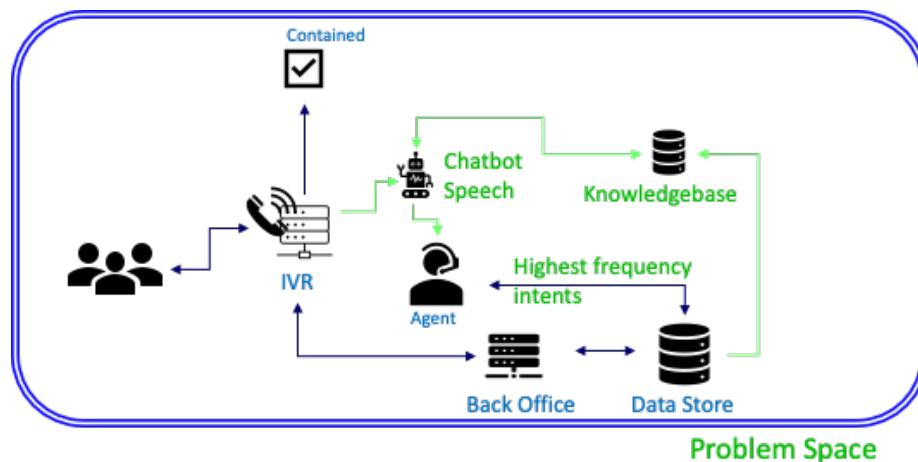 Contained
Chatbot
Speech
Knowledgebase
IVR
Highest frequency
intents
Agent
Back Office
Data Store
Problem Space